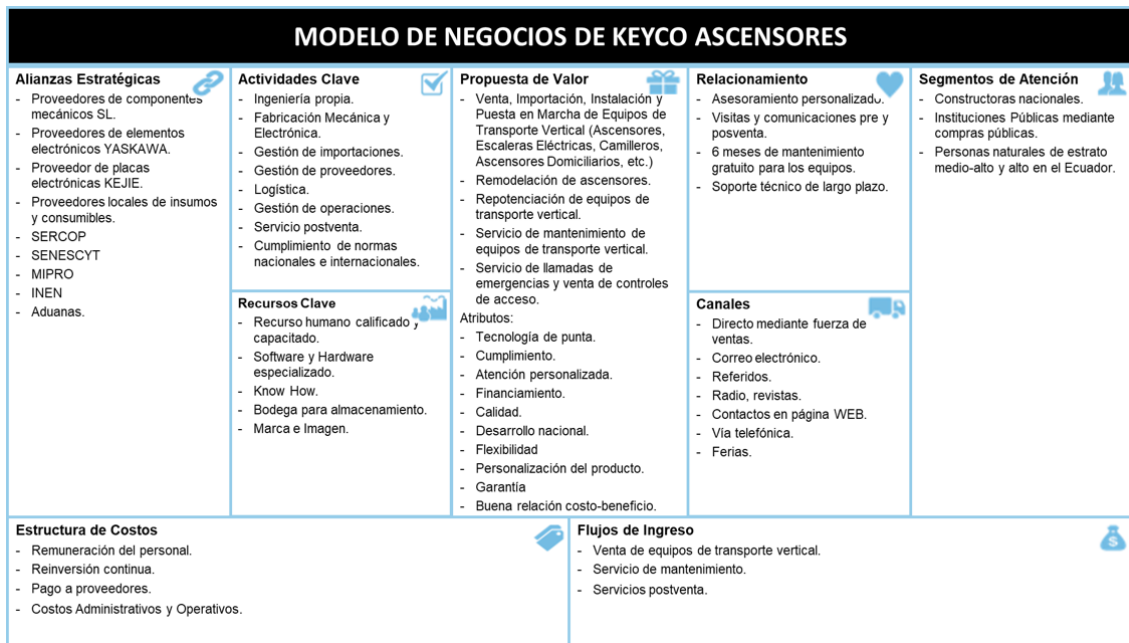 MODELO DE NEGOCIOS DE KEYCO ASCENSORES
Alianzas Estratégicas
- Proveedores de componentes
mecánicos SL.
- Proveedores de elementos
electrónicos YASKAWA.
- Proveedor de placas
electrónicas KEJIE.
- Proveedores locales de insumos
y consumibles.
- SERCOP
- SENESCYT
- MIPRO
- INEN
- Aduanas.
Actividades Clave
- Ingeniería propia.
- Fabricación Mecánica y
Electrónica.
- Gestión de importaciones.
- Gestión de proveedores.
- Logística.
- Gestión de operaciones.
- Servicio postventa.
- Cumplimiento de normas
nacionales e internacionales.
Recursos Clave
- Recurso humano calificado y
capacitado.
- Software y Hardware
especializado.
- Know How.
- Bodega para almacenamiento.
- Marca e Imagen.
Propuesta de Valor
- Venta, Importación, Instalación y
Puesta en Marcha de Equipos de
Transporte Vertical (Ascensores,
Escaleras Eléctricas, Camilleros,
Ascensores Domiciliarios, etc.)
- Remodelación de ascensores.
- Repotenciación de equipos de
transporte vertical.
- Servicio de mantenimiento de
equipos de transporte vertical.
- Servicio de llamadas de
emergencias y venta de controles
de acceso.
Atributos:
- Tecnología de punta.
- Cumplimiento.
- Atención personalizada.
- Financiamiento.
- Calidad.
- Desarrollo nacional.
- Flexibilidad
- Personalización del producto.
- Garantía
- Buena relación costo-beneficio.
Relacionamiento
- Asesoramiento personalizado.
- Visitas y comunicaciones pre y
posventa.
- 6 meses de mantenimiento
gratuito para los equipos.
- Soporte técnico de largo plazo.
Canales
- Directo mediante fuerza de
ventas.
- Correo electrónico.
- Referidos.
- Radio, revistas.
- Contactos en página WEB.
- Vía telefónica.
- Ferias.
Segmentos de Atención
- Constructoras nacionales.
- Instituciones Públicas mediante
compras públicas.
- Personas naturales de estrato
medio-alto y alto en el Ecuador.
Estructura de Costos
- Remuneración del personal.
- Reinversión continua.
- Pago a proveedores.
- Costos Administrativos y Operativos.
Flujos de Ingreso
- Venta de equipos de transporte vertical.
- Servicio de mantenimiento.
- Servicios postventa.
$